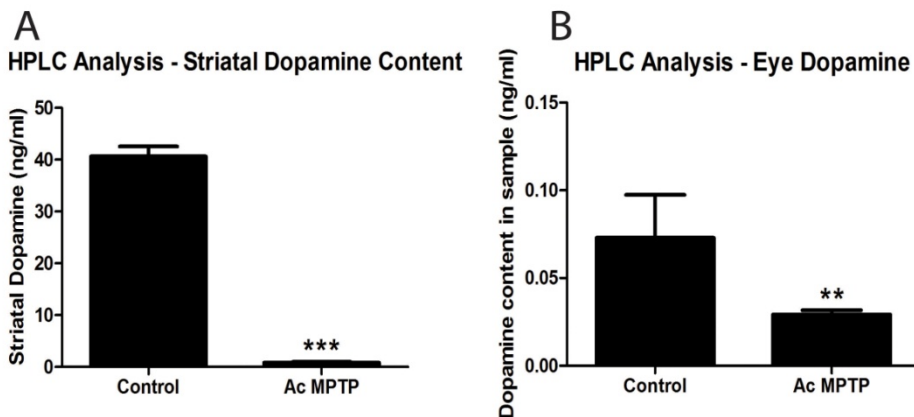 A
HPLC Analysis - Striatal Dopamine Content
Striatal Dopamine (ng/ml)
50
40
30
20
10
0
***
Control
Ac MPTP
B
HPLC Analysis - Eye Dopamine
Dopamine content in sample (ng/ml)
0.15
0.10
0.05
0.00
**
Control
Ac MPTP